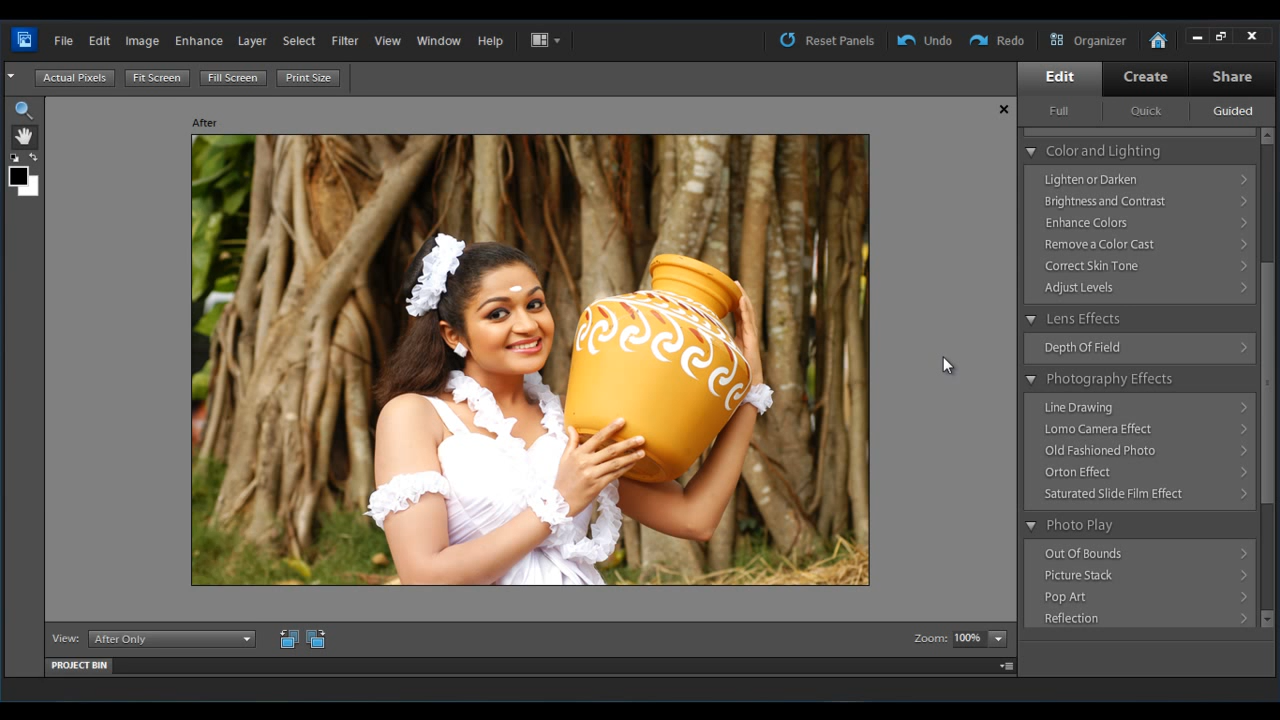 File Edit Image Enhance Layer Select Filter View Window Help Reset Panels Undo Redo Organizer
Actual Pixels Fit Screen Fill Screen Print Size
Edit Create Share
Full Quick Guided
After
Color and Lighting
Lighten or Darken
Brightness and Contrast
Enhance Colors
Remove a Color Cast
Correct Skin Tone
Adjust Levels
Lens Effects
Depth Of Field
Photography Effects
Line Drawing
Lomo Camera Effect
Old Fashioned Photo
Orton Effect
Saturated Slide Film Effect
Photo Play
Out Of Bounds
Picture Stack
Pop Art
Reflection
View: After Only Zoom: 100%
PROJECT BIN